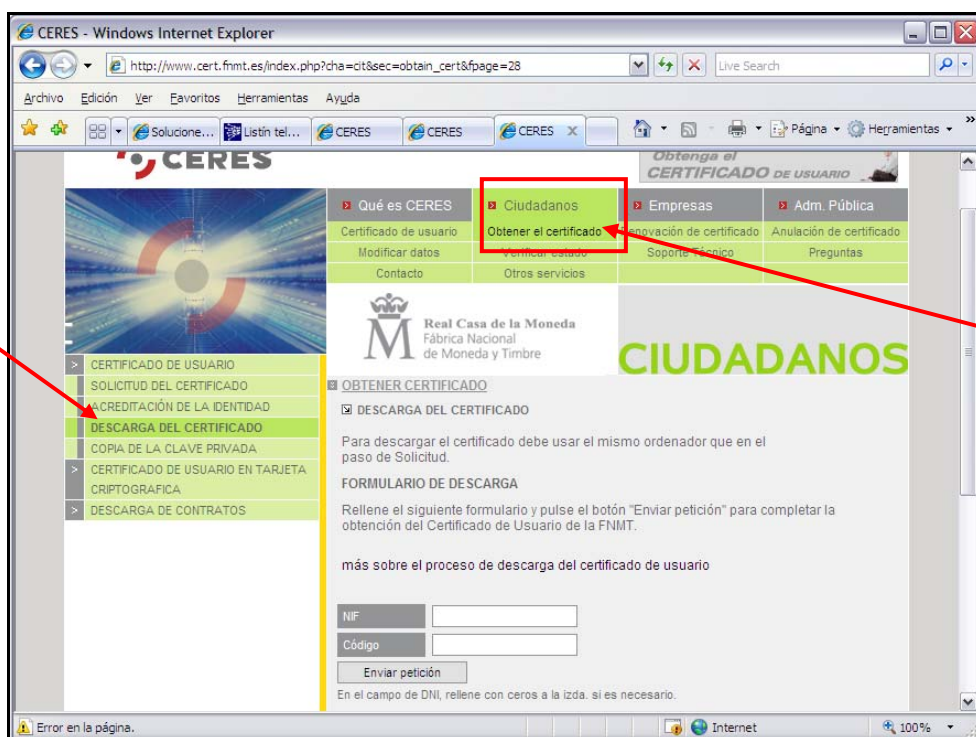 CERES - Windows Internet Explorer
http://www.cert.fnmt.es/index.php?cha=cit&sec=obtain_cert&fpage=28
Live Search
Archivo Edición Ver Favoritos Herramientas Ayuda
Solucione... Listín tel... CERES CERES CERES X Página Herramientas »
CERES
Obtenga el
CERTIFICADO DE USUARIO
Qué es CERES Ciudadanos Empresas Adm. Pública
Certificado de usuario Obtener el certificado Renovación de certificado Anulación de certificado
Modificar datos Verificar estado Soporte Técnico Preguntas
Contacto Otros servicios
M
Real Casa de la Moneda
Fábrica Nacional
de Moneda y Timbre
CIUDADANOS
> CERTIFICADO DE USUARIO
SOLICITUD DEL CERTIFICADO
ACREDITACIÓN DE LA IDENTIDAD
DESCARGA DEL CERTIFICADO
COPIA DE LA CLAVE PRIVADA
> CERTIFICADO DE USUARIO EN TARJETA
CRIPTOGRAFICA
> DESCARGA DE CONTRATOS
OBTENER CERTIFICADO
DESCARGA DEL CERTIFICADO
Para descargar el certificado debe usar el mismo ordenador que en el
paso de Solicitud.
FORMULARIO DE DESCARGA
Rellene el siguiente formulario y pulse el botón "Enviar petición" para completar la
obtención del Certificado de Usuario de la FNMT.
más sobre el proceso de descarga del certificado de usuario
NIF
Código
Enviar petición
En el campo de DNI, rellene con ceros a la izda. si es necesario.
Error en la página. Internet 100%